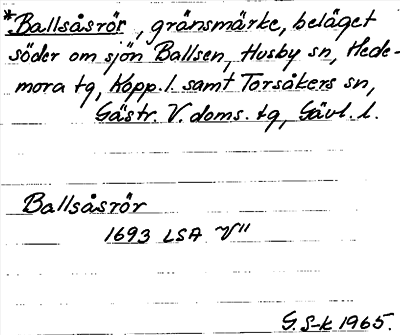 *Ballsåsrör, gränsmärke, beläget
söder om sjön Ballsen, Husby sn, Hede-
mora tg, Kopp. l. samt Torsåkers sn,
Gästr. V. doms. tg, Gävl. l.
Ballsåsrör
1693 LSA V"
G. S-k 1965.